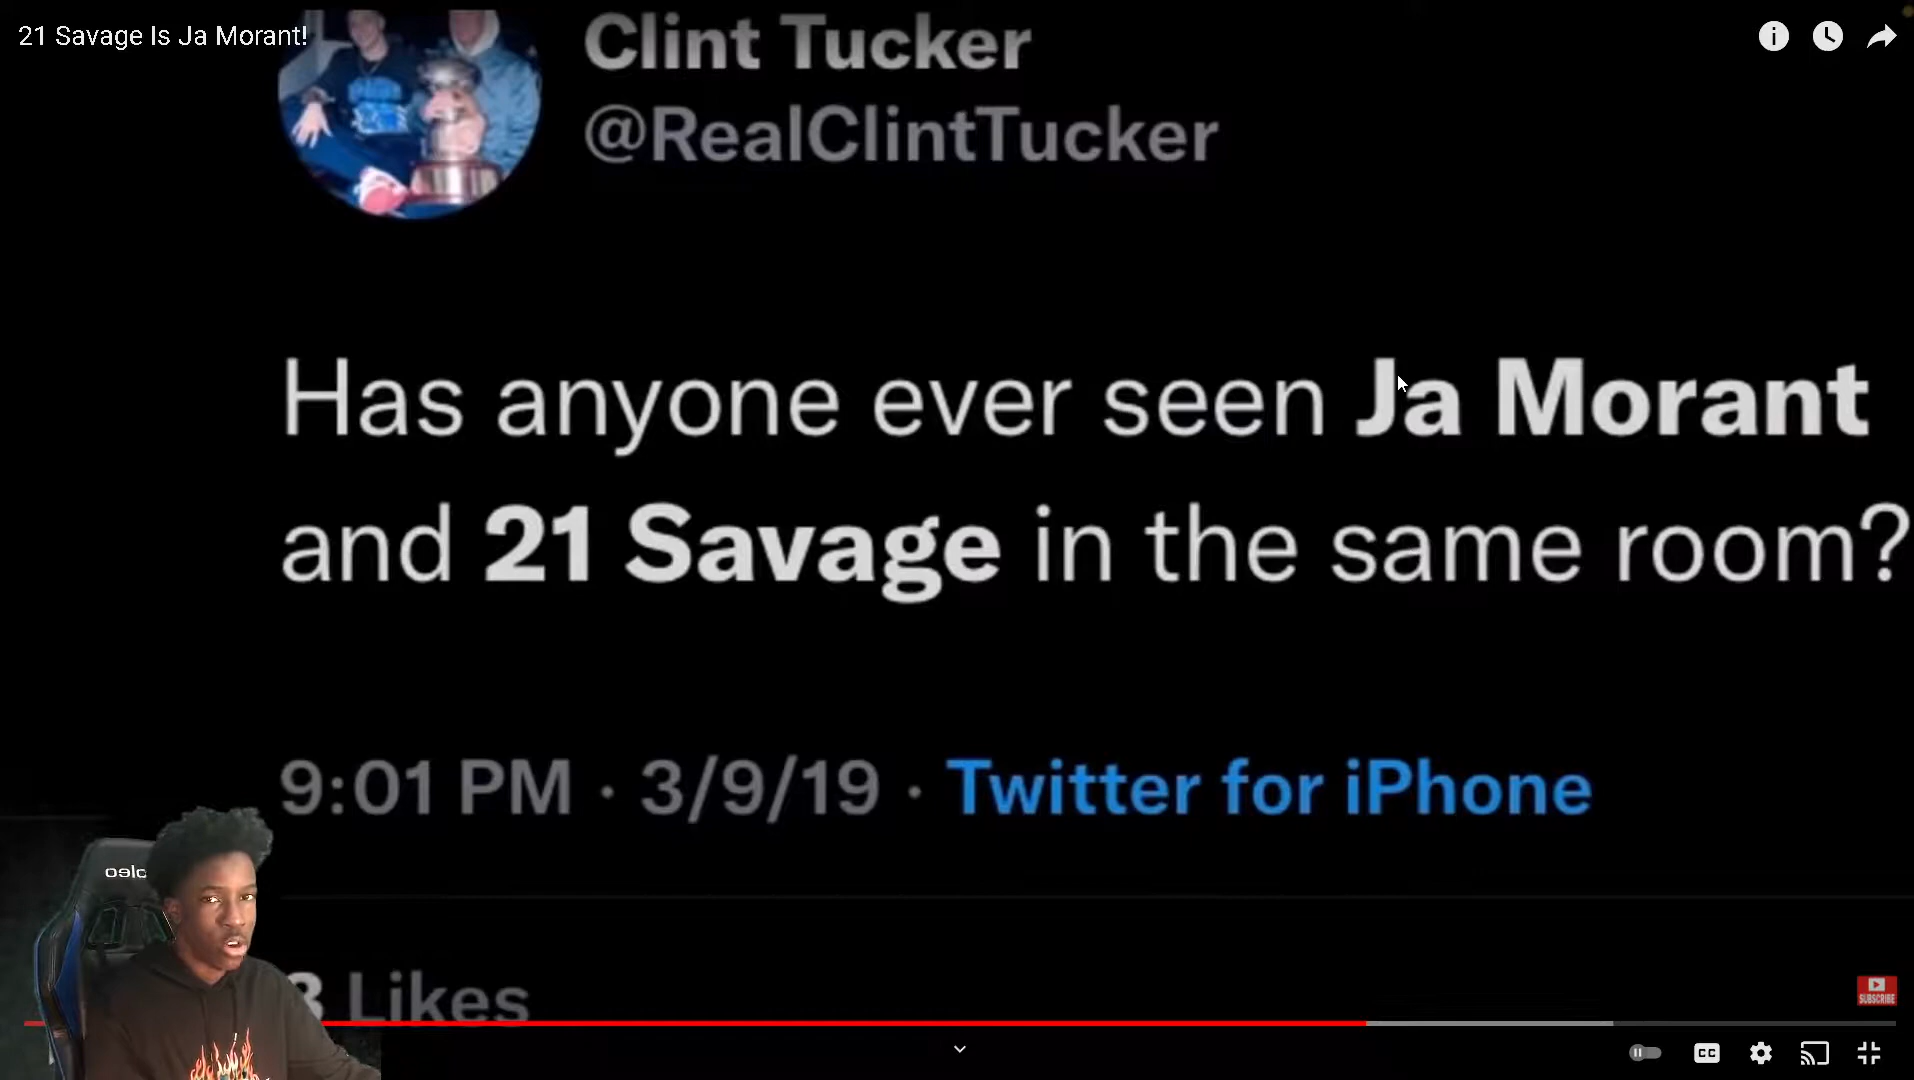 21 Savage Is Ja Morant!
Clint Tucker
@RealClintTucker
Has anyone ever seen Ja Morant
and 21 Savage in the same room?
9:01 PM · 3/9/19 · Twitter for iPhone
Likes
SUBSCRIBE
CC